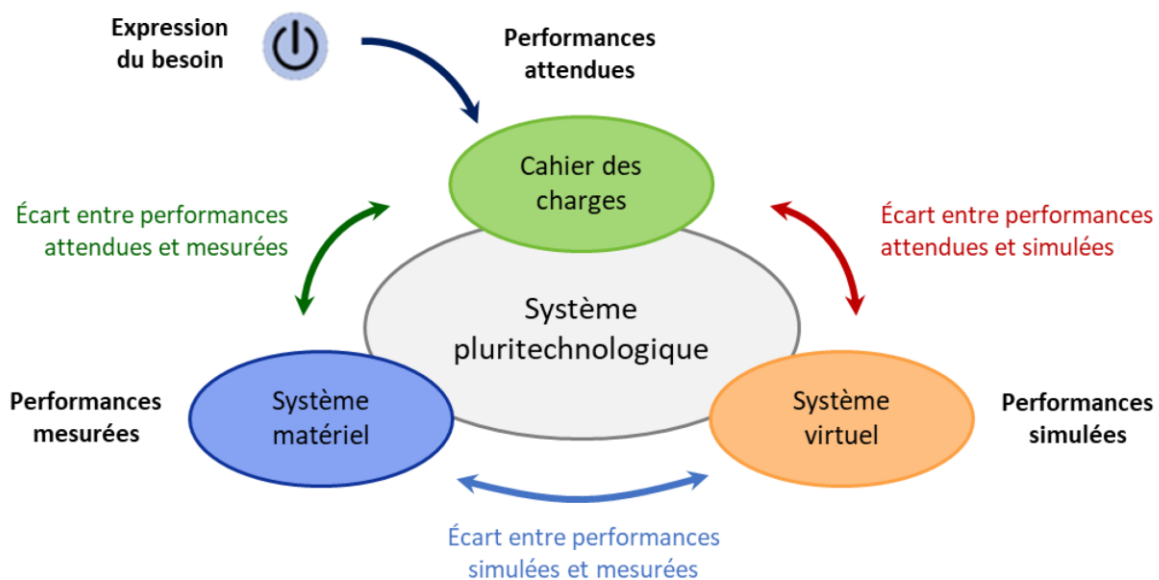 Expression
du besoin
Performances
attendues
Cahier des
charges
Écart entre performances
attendues et mesurées
Écart entre performances
attendues et simulées
Système
pluritechnologique
Performances
mesurées
Système
matériel
Système
virtuel
Performances
simulées
Écart entre performances
simulées et mesurées